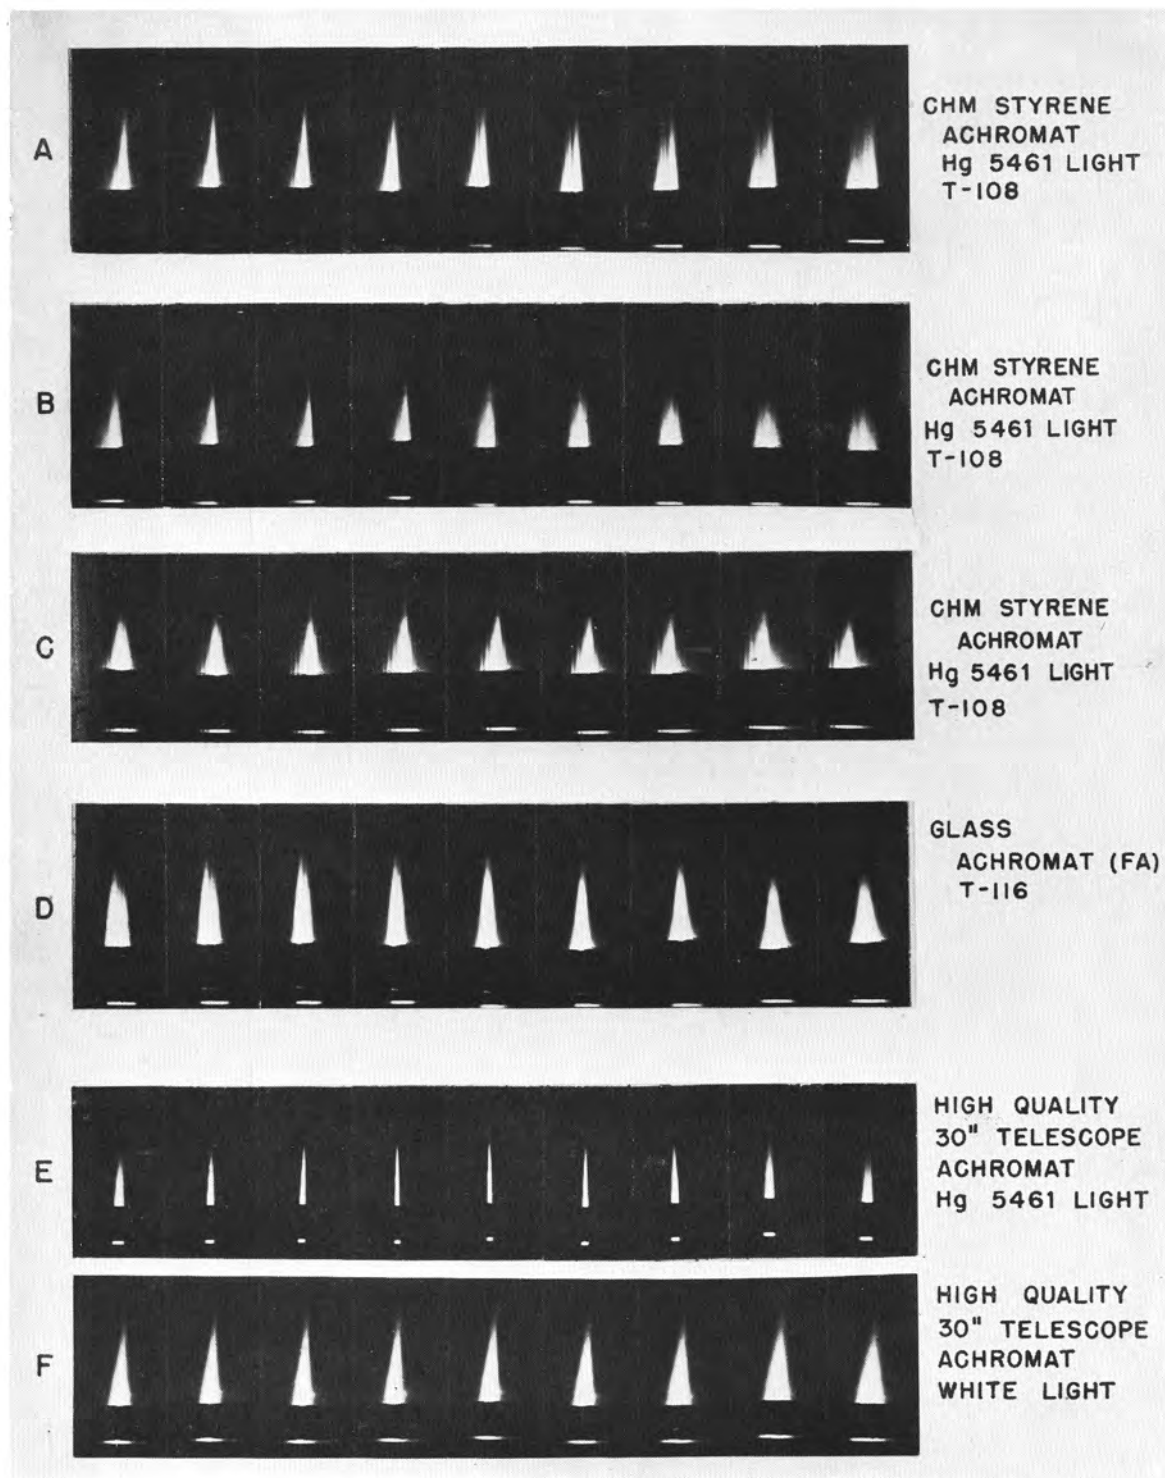 A
CHM STYRENE
ACHROMAT
Hg 5461 LIGHT
T-108
B
CHM STYRENE
ACHROMAT
Hg 5461 LIGHT
T-108
C
CHM STYRENE
ACHROMAT
Hg 5461 LIGHT
T-108
D
GLASS
ACHROMAT (FA)
T-116
E
HIGH QUALITY
30" TELESCOPE
ACHROMAT
Hg 5461 LIGHT
F
HIGH QUALITY
30" TELESCOPE
ACHROMAT
WHITE LIGHT